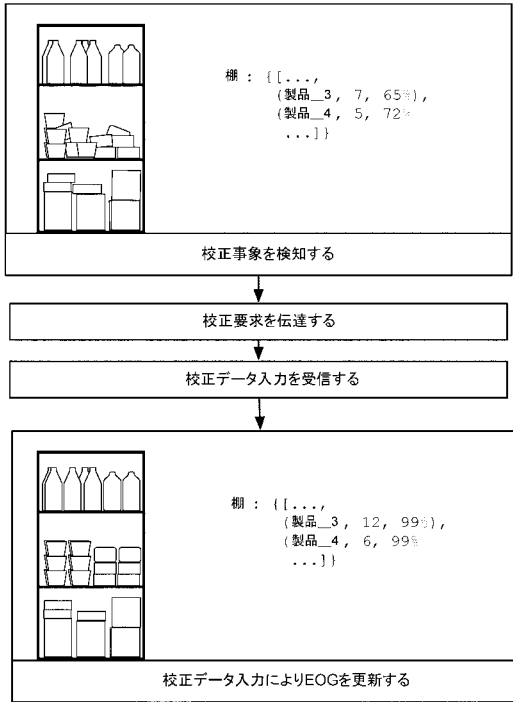 棚 : {[...,
(製品_3, 7, 65%),
(製品_4, 5, 72%
...]}
校正事象を検知する
校正要求を伝達する
校正データ入力を受信する
棚 : {[...,
(製品_3, 12, 99%),
(製品_4, 6, 99%
...]}
校正データ入力によりEOGを更新する